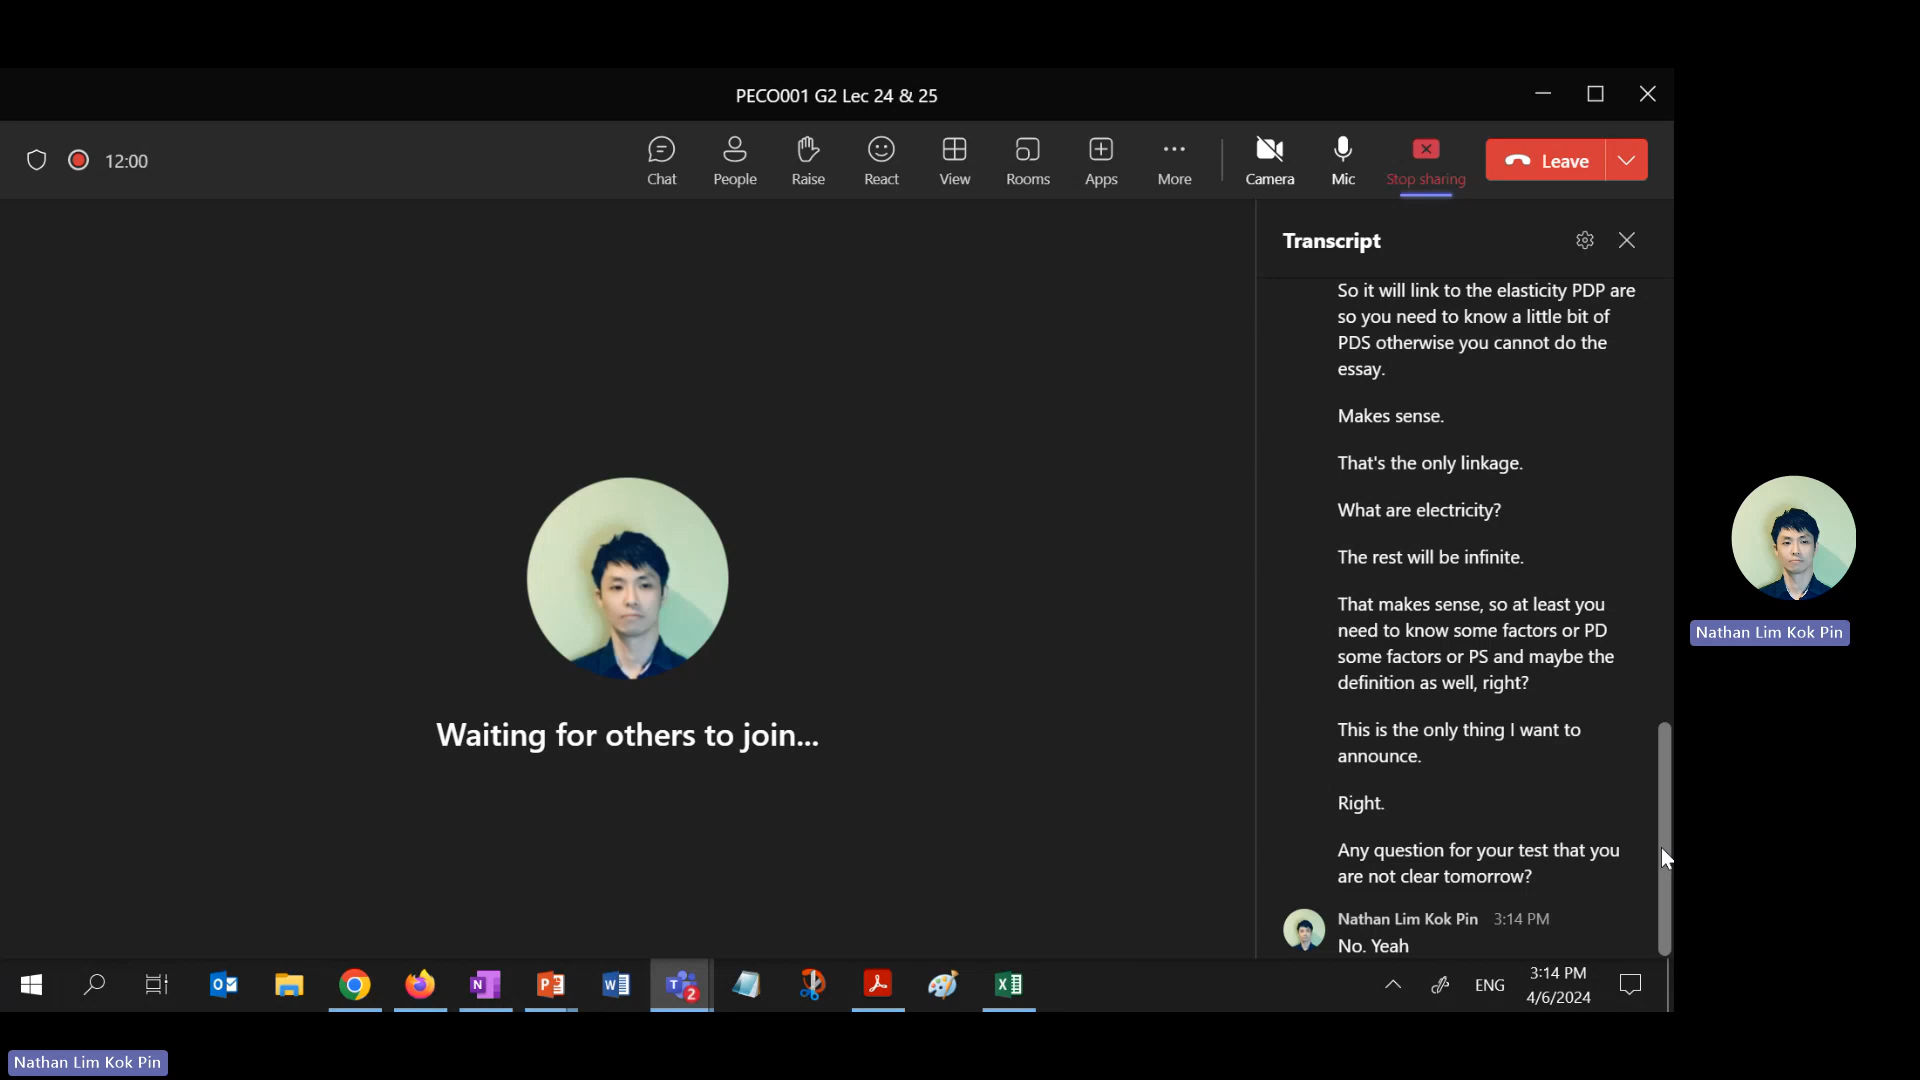 PECO001 G2 Lec 24 & 25
12:00
Chat
People
Raise
React
View
Rooms
Apps
More
Camera
Mic
Stop sharing
Leave
Transcript
So it will link to the elasticity PDP are
so you need to know a little bit of
PDS otherwise you cannot do the
essay.
Makes sense.
That's the only linkage.
What are electricity?
The rest will be infinite.
That makes sense, so at least you
need to know some factors or PD
some factors or PS and maybe the
definition as well, right?
This is the only thing I want to
announce.
Right.
Any question for your test that you
are not clear tomorrow?
Nathan Lim Kok Pin 3:14 PM
No. Yeah
Waiting for others to join...
Nathan Lim Kok Pin
2
ENG
3:14 PM
4/6/2024
Nathan Lim Kok Pin